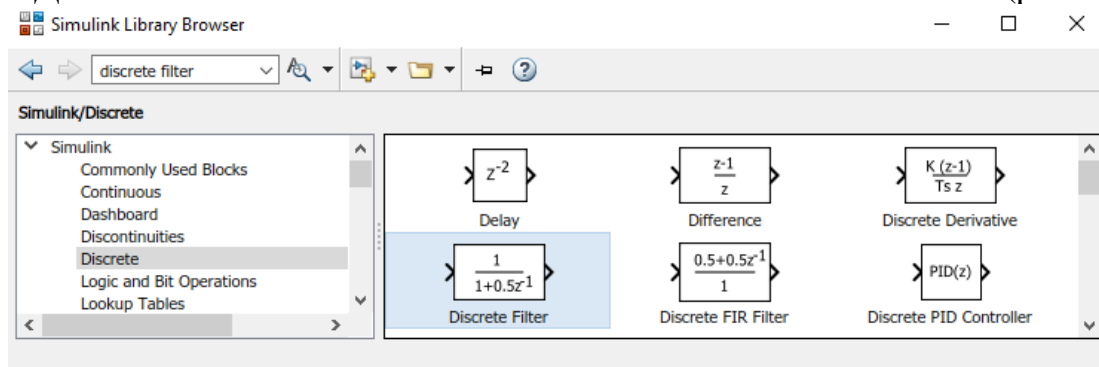 Simulink Library Browser
discrete filter
Simulink/Discrete
Simulink
Commonly Used Blocks
Continuous
Dashboard
Discontinuities
Discrete
Logic and Bit Operations
Lookup Tables
z-2
Delay
z-1
z
Difference
K (z-1)
Ts z
Discrete Derivative
1
1+0.5z-1
Discrete Filter
0.5+0.5z-1
1
Discrete FIR Filter
PID(z)
Discrete PID Controller